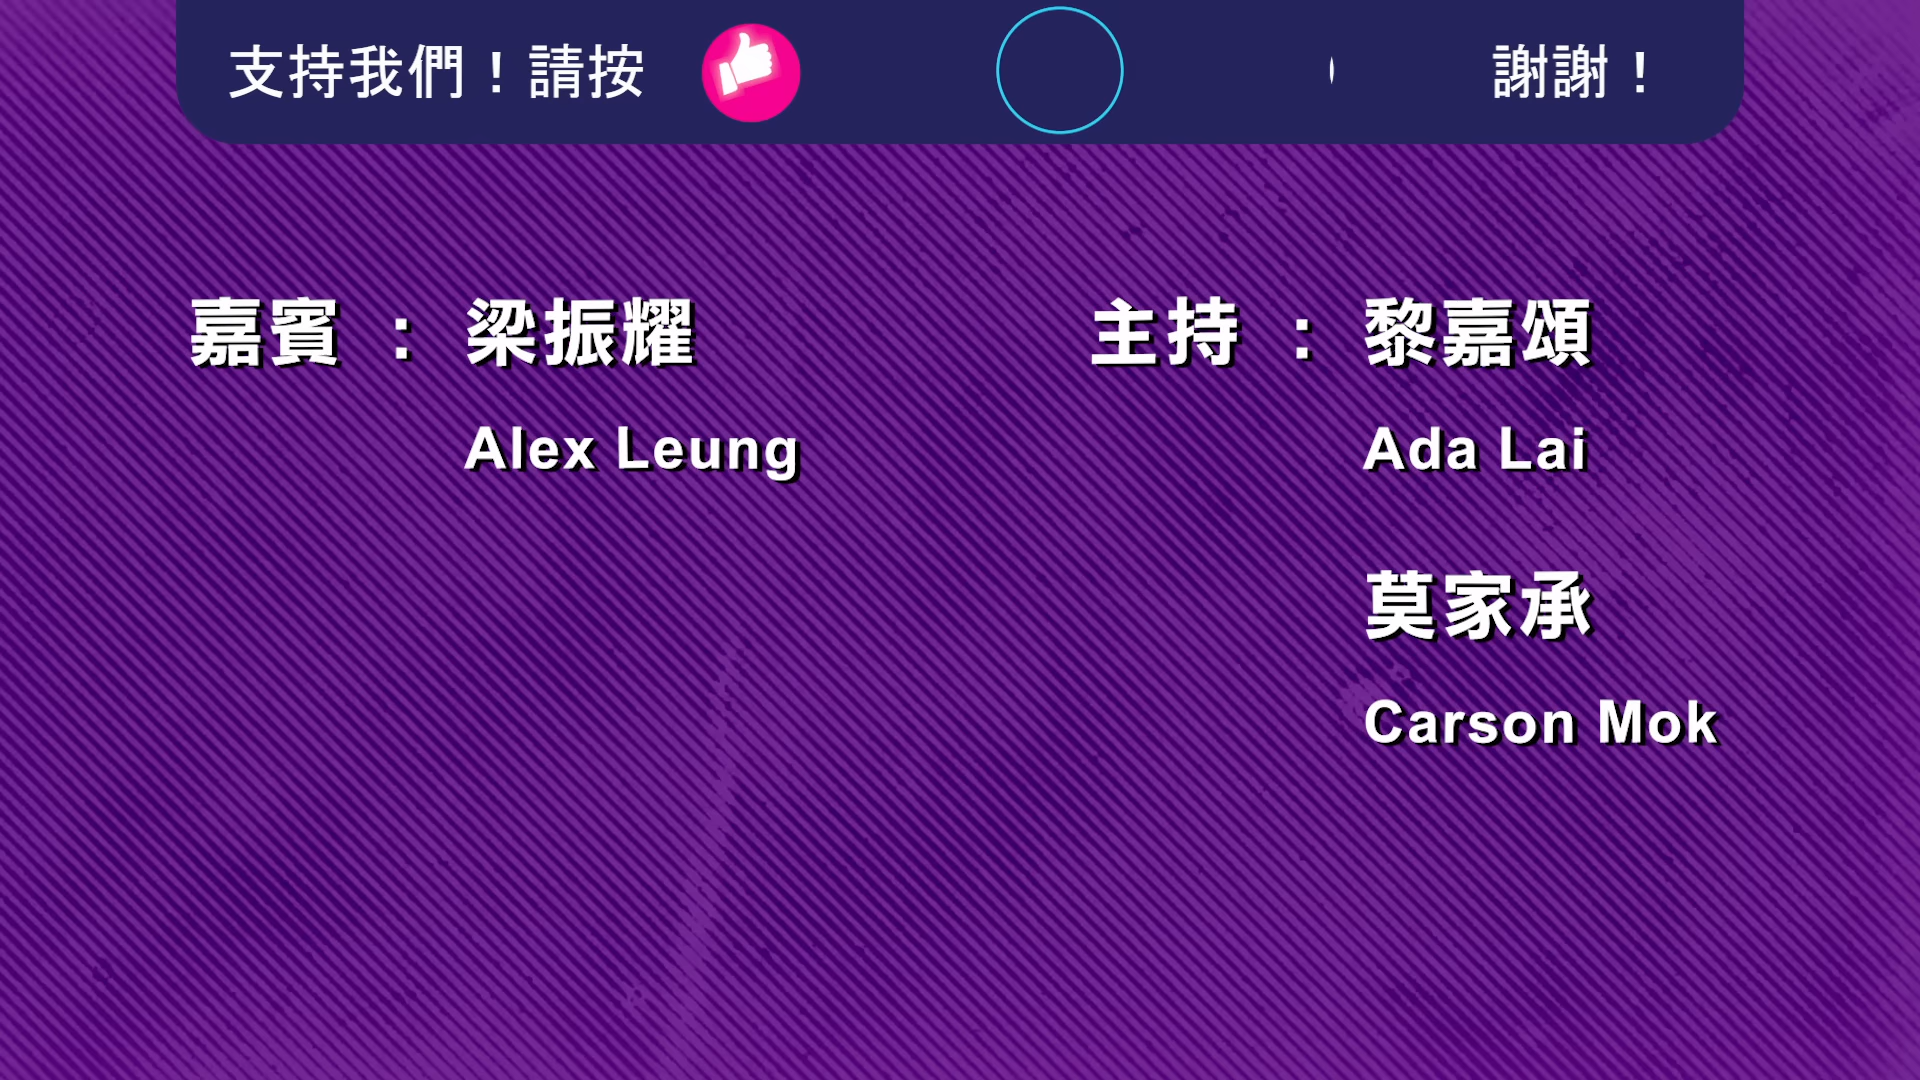 支持我們！請按 謝謝！
嘉賓 ： 梁振耀
Alex Leung
主持 ： 黎嘉頌
Ada Lai
莫家承
Carson Mok